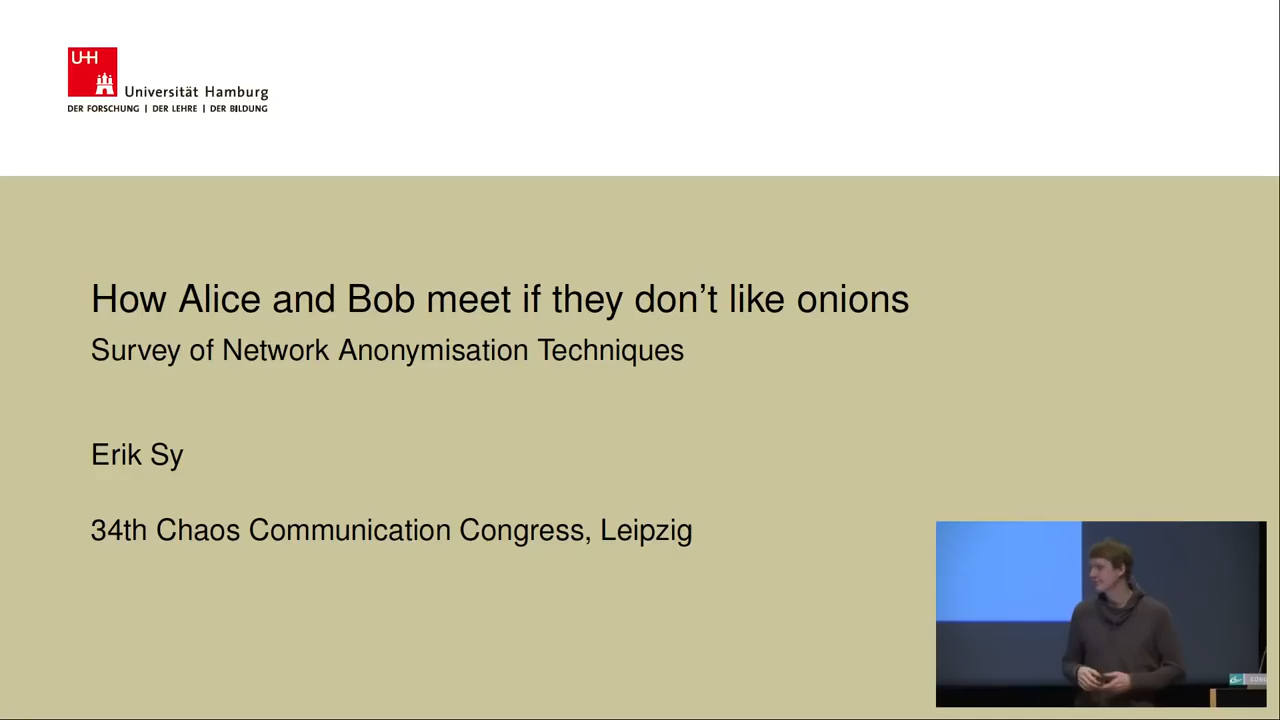 UHH
Universität Hamburg
DER FORSCHUNG | DER LEHRE | DER BILDUNG
How Alice and Bob meet if they don't like onions
Survey of Network Anonymisation Techniques
Erik Sy
34th Chaos Communication Congress, Leipzig